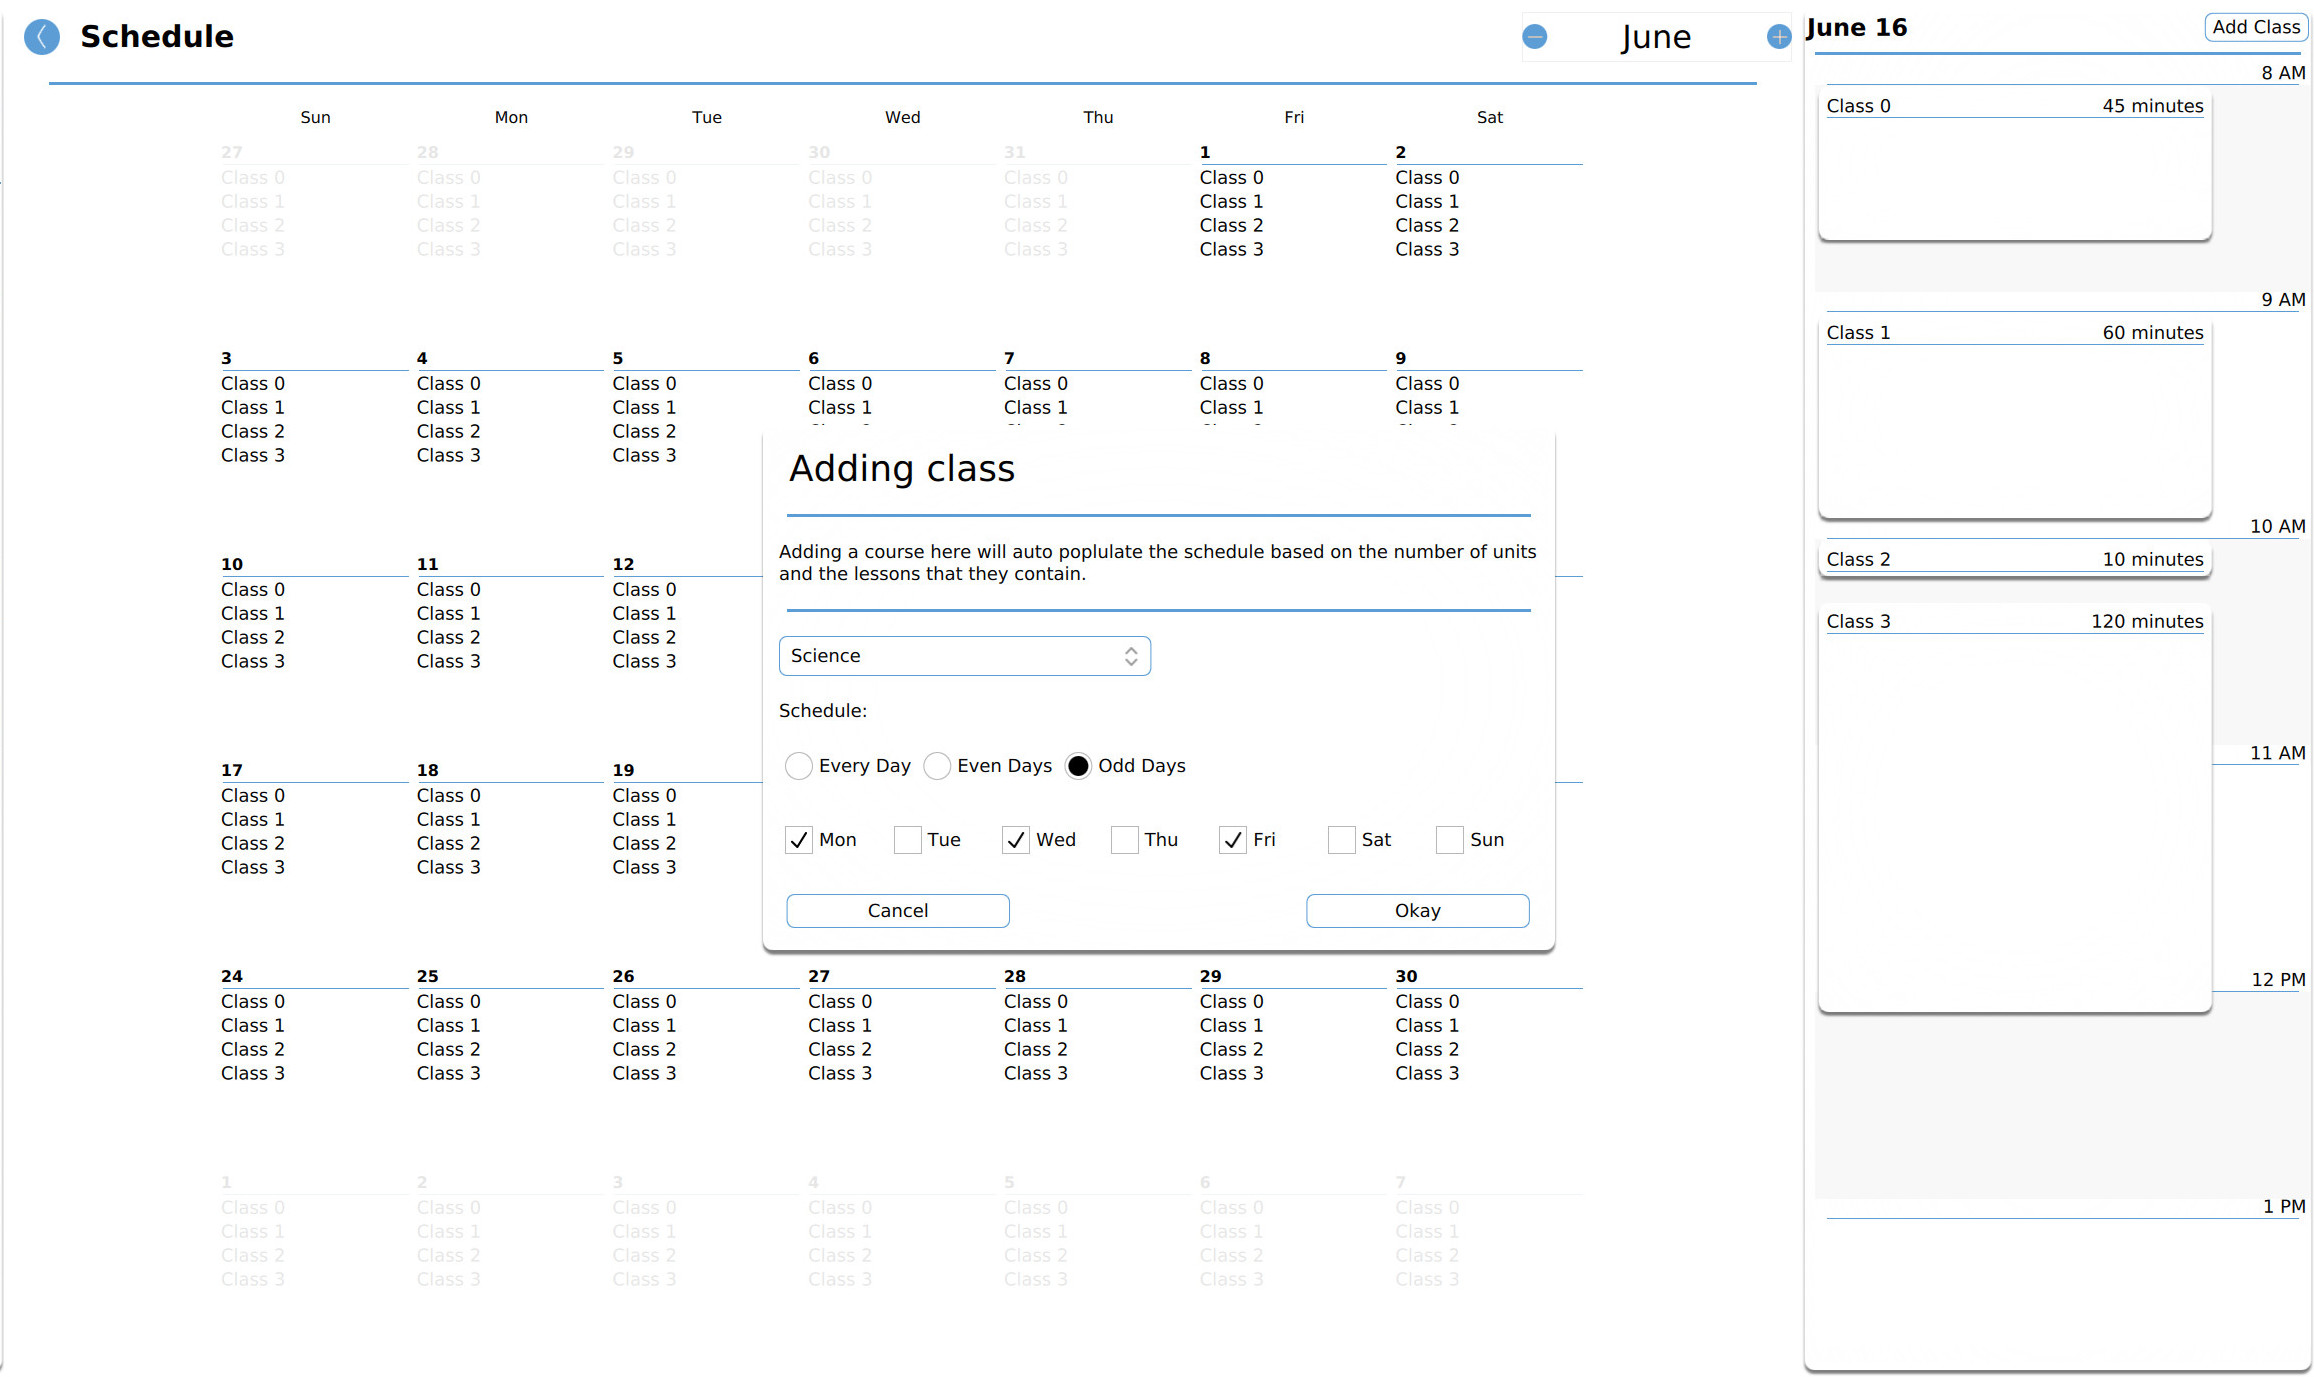 Schedule
June
Sun Mon Tue Wed Thu Fri Sat
27 28 29 30 31 1 2
Class 0 Class 0 Class 0 Class 0 Class 0 Class 0 Class 0
Class 1 Class 1 Class 1 Class 1 Class 1 Class 1 Class 1
Class 2 Class 2 Class 2 Class 2 Class 2 Class 2 Class 2
Class 3 Class 3 Class 3 Class 3 Class 3 Class 3 Class 3
3 4 5 6 7 8 9
Class 0 Class 0 Class 0 Class 0 Class 0 Class 0 Class 0
Class 1 Class 1 Class 1 Class 1 Class 1 Class 1 Class 1
Class 2 Class 2 Class 2
Class 3 Class 3 Class 3
10 11 12
Class 0 Class 0 Class 0
Class 1 Class 1 Class 1
Class 2 Class 2 Class 2
Class 3 Class 3 Class 3
17 18 19
Class 0 Class 0 Class 0
Class 1 Class 1 Class 1
Class 2 Class 2 Class 2
Class 3 Class 3 Class 3
24 25 26 27 28 29 30
Class 0 Class 0 Class 0 Class 0 Class 0 Class 0 Class 0
Class 1 Class 1 Class 1 Class 1 Class 1 Class 1 Class 1
Class 2 Class 2 Class 2 Class 2 Class 2 Class 2 Class 2
Class 3 Class 3 Class 3 Class 3 Class 3 Class 3 Class 3
1 2 3 4 5 6 7
Class 0 Class 0 Class 0 Class 0 Class 0 Class 0 Class 0
Class 1 Class 1 Class 1 Class 1 Class 1 Class 1 Class 1
Class 2 Class 2 Class 2 Class 2 Class 2 Class 2 Class 2
Class 3 Class 3 Class 3 Class 3 Class 3 Class 3 Class 3
Adding class
Adding a course here will auto poplulate the schedule based on the number of units
and the lessons that they contain.
Science
Schedule:
Every Day Even Days Odd Days
Mon Tue Wed Thu Fri Sat Sun
Cancel Okay
June 16 Add Class
8 AM
Class 0 45 minutes
9 AM
Class 1 60 minutes
10 AM
Class 2 10 minutes
Class 3 120 minutes
11 AM
12 PM
1 PM